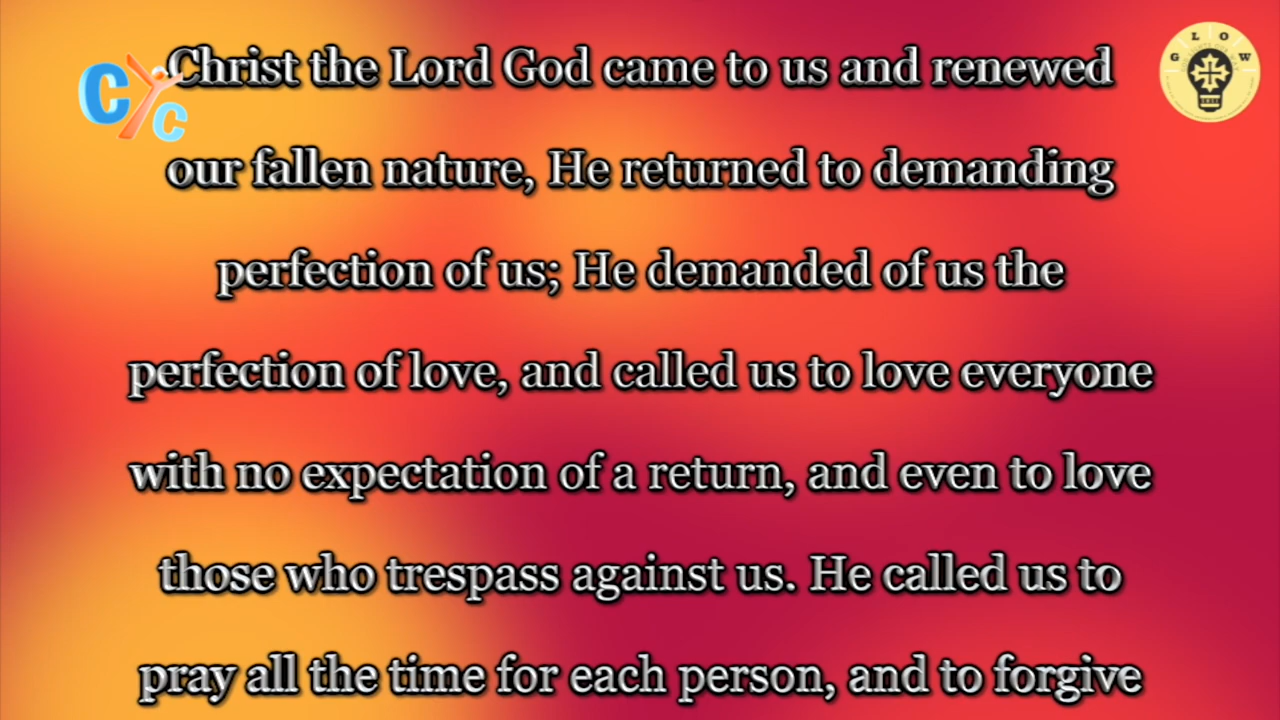 Christ the Lord God came to us and renewed
our fallen nature, He returned to demanding
perfection of us; He demanded of us the
perfection of love, and called us to love everyone
with no expectation of a return, and even to love
those who trespass against us. He called us to
pray all the time for each person, and to forgive
CYC
GLOW